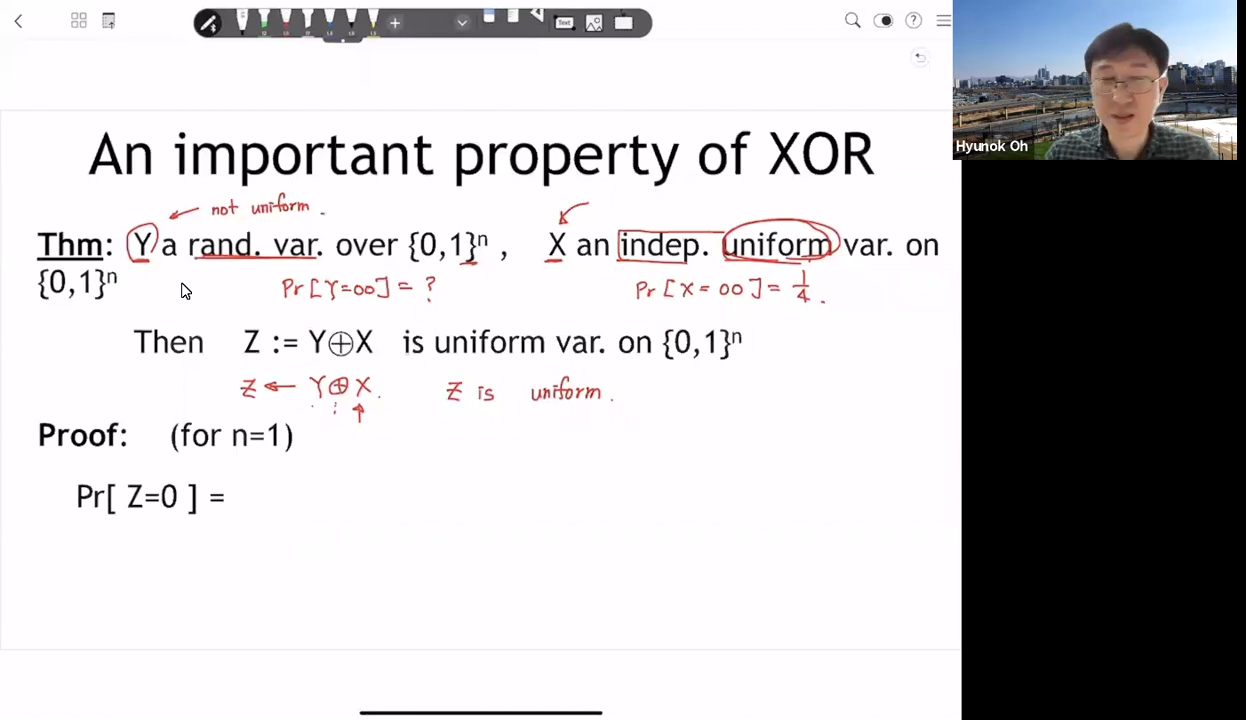 Text
Hyunok Oh
An important property of XOR
not uniform.
Thm: Y a rand. var. over {0,1}ⁿ , X an indep. uniform var. on
{0,1}ⁿ
Pr[Y=00] = ? Pr[X=00] = 1/4.
Then Z := Y⊕X is uniform var. on {0,1}ⁿ
Z ← Y⊕X. Z is uniform.
Proof: (for n=1)
Pr[ Z=0 ] =